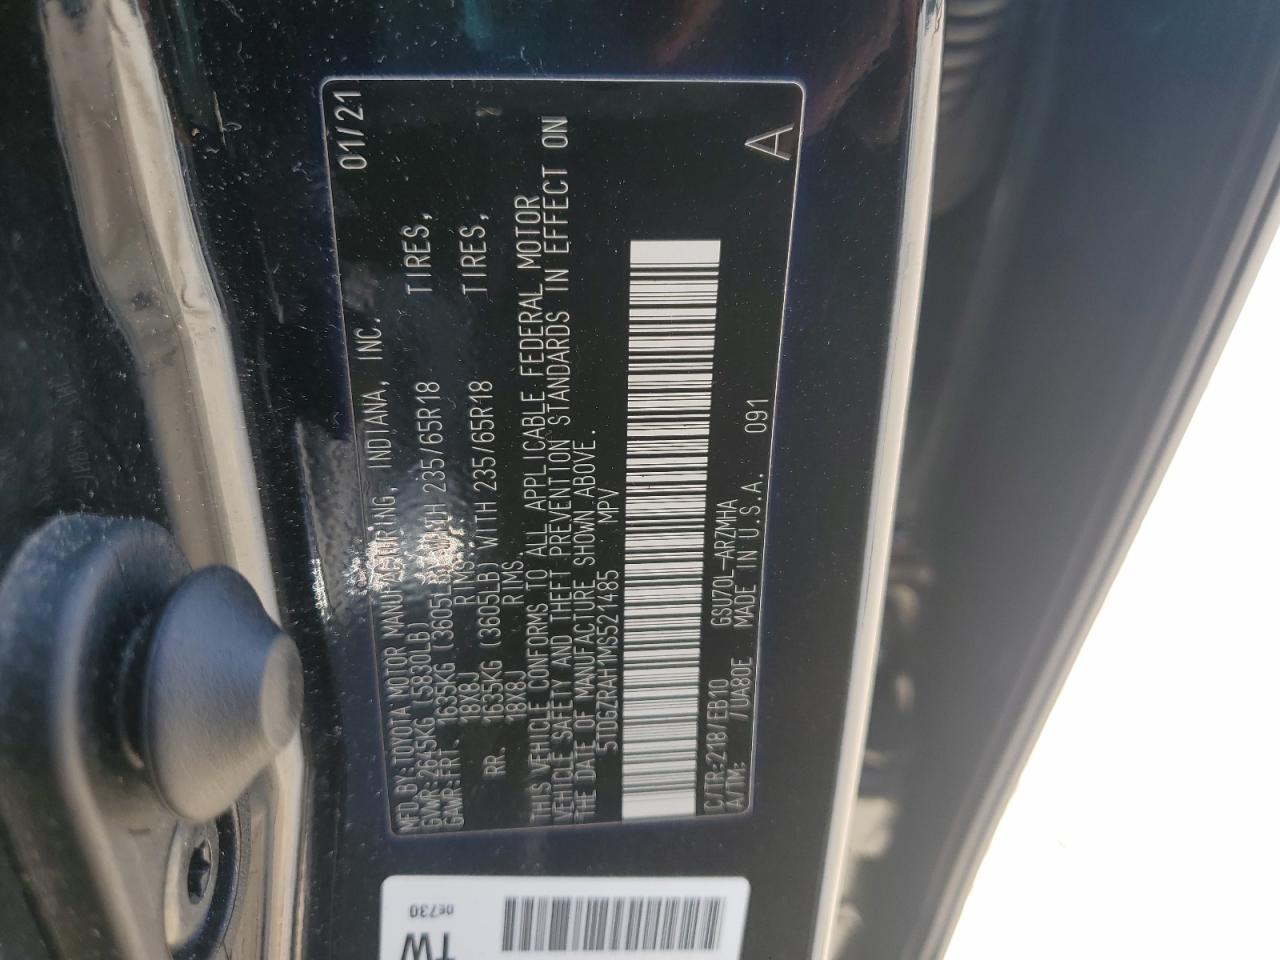 MFD. BY: TOYOTA MOTOR MANUFACTURING, INDIANA, INC. 01/21
GVWR: 2645KG (5830LB)
GAWR: FRT. 1635KG (3605LB) WITH 235/65R18 TIRES,
18X8J RIMS,
RR. 1635KG (3605LB) WITH 235/65R18 TIRES,
18X8J RIMS.
THIS VEHICLE CONFORMS TO ALL APPLICABLE FEDERAL MOTOR
VEHICLE SAFETY AND THEFT PREVENTION STANDARDS IN EFFECT ON
THE DATE OF MANUFACTURE SHOWN ABOVE.
5TDGZRAH1MS521485 MPV
C/TR: 218/EB10 GSU70L-ARZMHA
A/TM: /UA80E MADE IN U.S.A. 091
A
0E730
TW